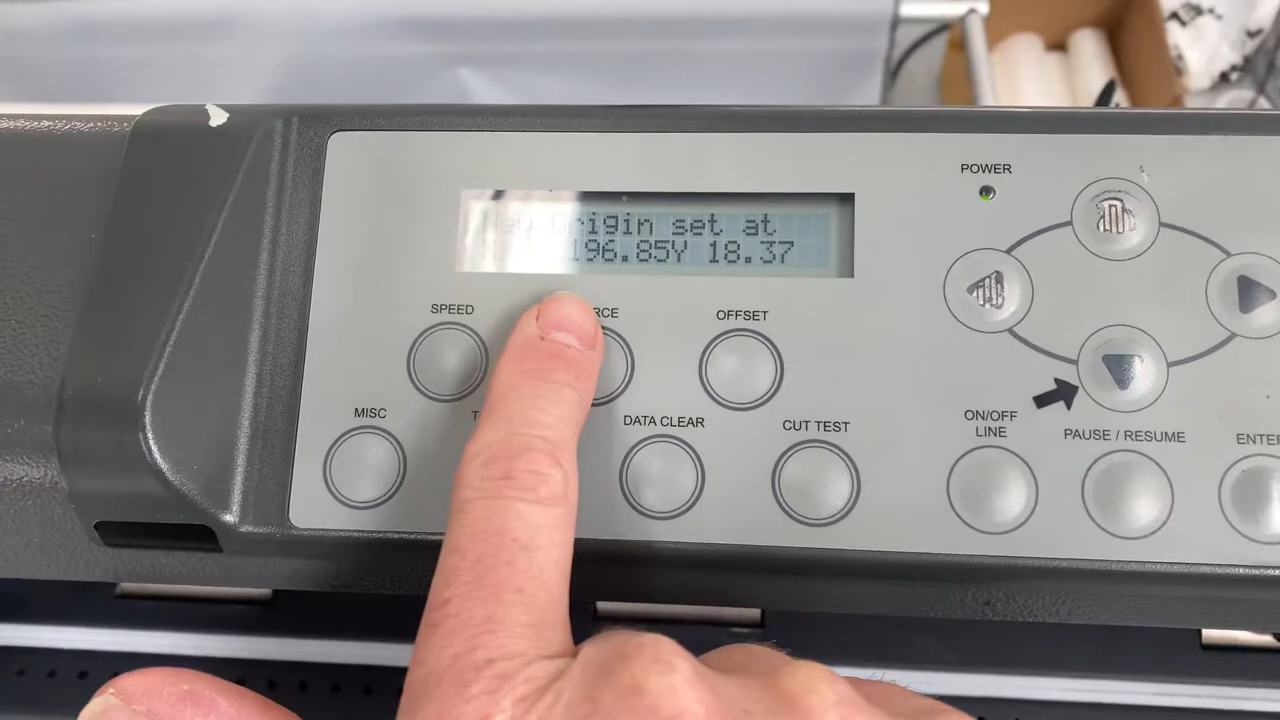 POWER
Origin set at
196.85Y 18.37
SPEED
OFFSET
MISC
DATA CLEAR
CUT TEST
ON/OFF
LINE
PAUSE / RESUME